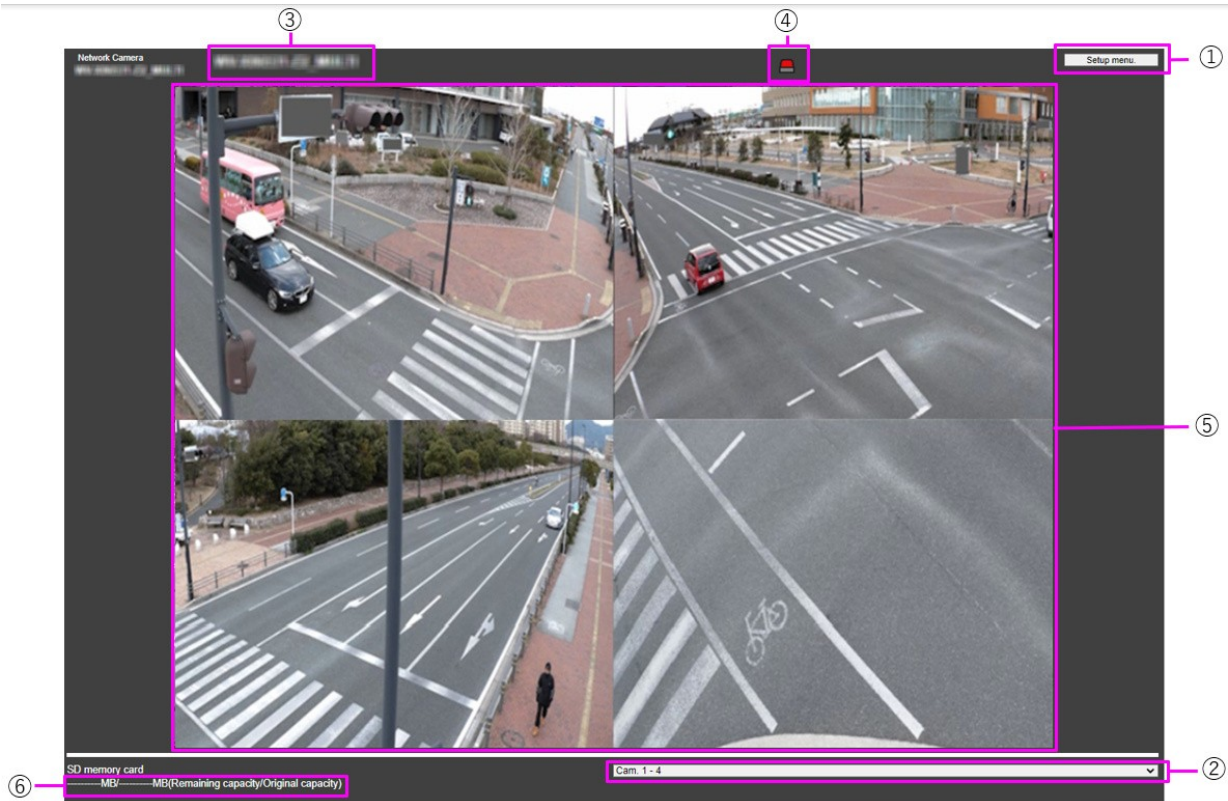 ③
④
Network Camera
Setup menu.
①
⑤
SD memory card
Cam. 1 - 4
②
⑥
----------MB/----------MB(Remaining capacity/Original capacity)